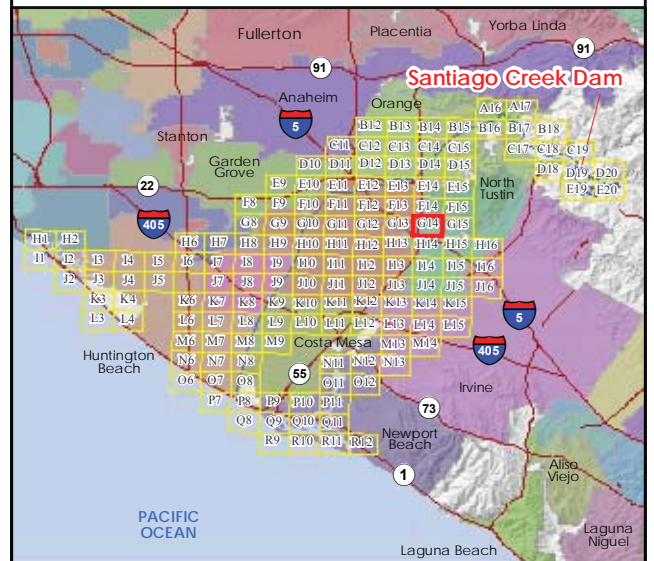 Yorba Linda
Fullerton
Placentia
91
91
Santiago Creek Dam
Anaheim
Orange
A16 A17
5
B12 B13 B14 B15 B16 B17 B18
Stanton
C11 C12 C13 C14 C15 C17 C18 C19
Garden
Grove
D10 D11 D12 D13 D14 D15 D18 D19 D20
22
E9 E10 E11 E12 E13 E14 E15 E19 E20
North
Tustin
F8 F9 F10 F11 F12 F13 F14 F15
405
G8 G9 G10 G11 G12 G13 G14 G15
H1 H2 H6 H7 H8 H9 H10 H11 H12 H13 H14 H15 H16
I1 I2 I3 I4 I5 I6 I7 I8 I9 I10 I11 I12 I13 I14 I15 I16
J2 J3 J4 J5 J7 J8 J9 J10 J11 J12 J13 J14 J15 J16
K3 K4 K6 K7 K8 K9 K10 K11 K12 K13 K14 K15
5
L3 L4 L6 L7 L8 L9 L10 L11 L12 L13 L14 L15
M6 M7 M8 M9 Costa Mesa M13 M14
405
Huntington
Beach
N6 N7 N8 N11 N12 N13
55
O6 O7 O8 O11 O12
Irvine
P7 P8 P9 P10 P11
73
Q8 Q9 Q10 Q11
Newport
Beach
R9 R10 R11 R12
1
Aliso
Viejo
PACIFIC
OCEAN
Laguna
Niguel
Laguna Beach